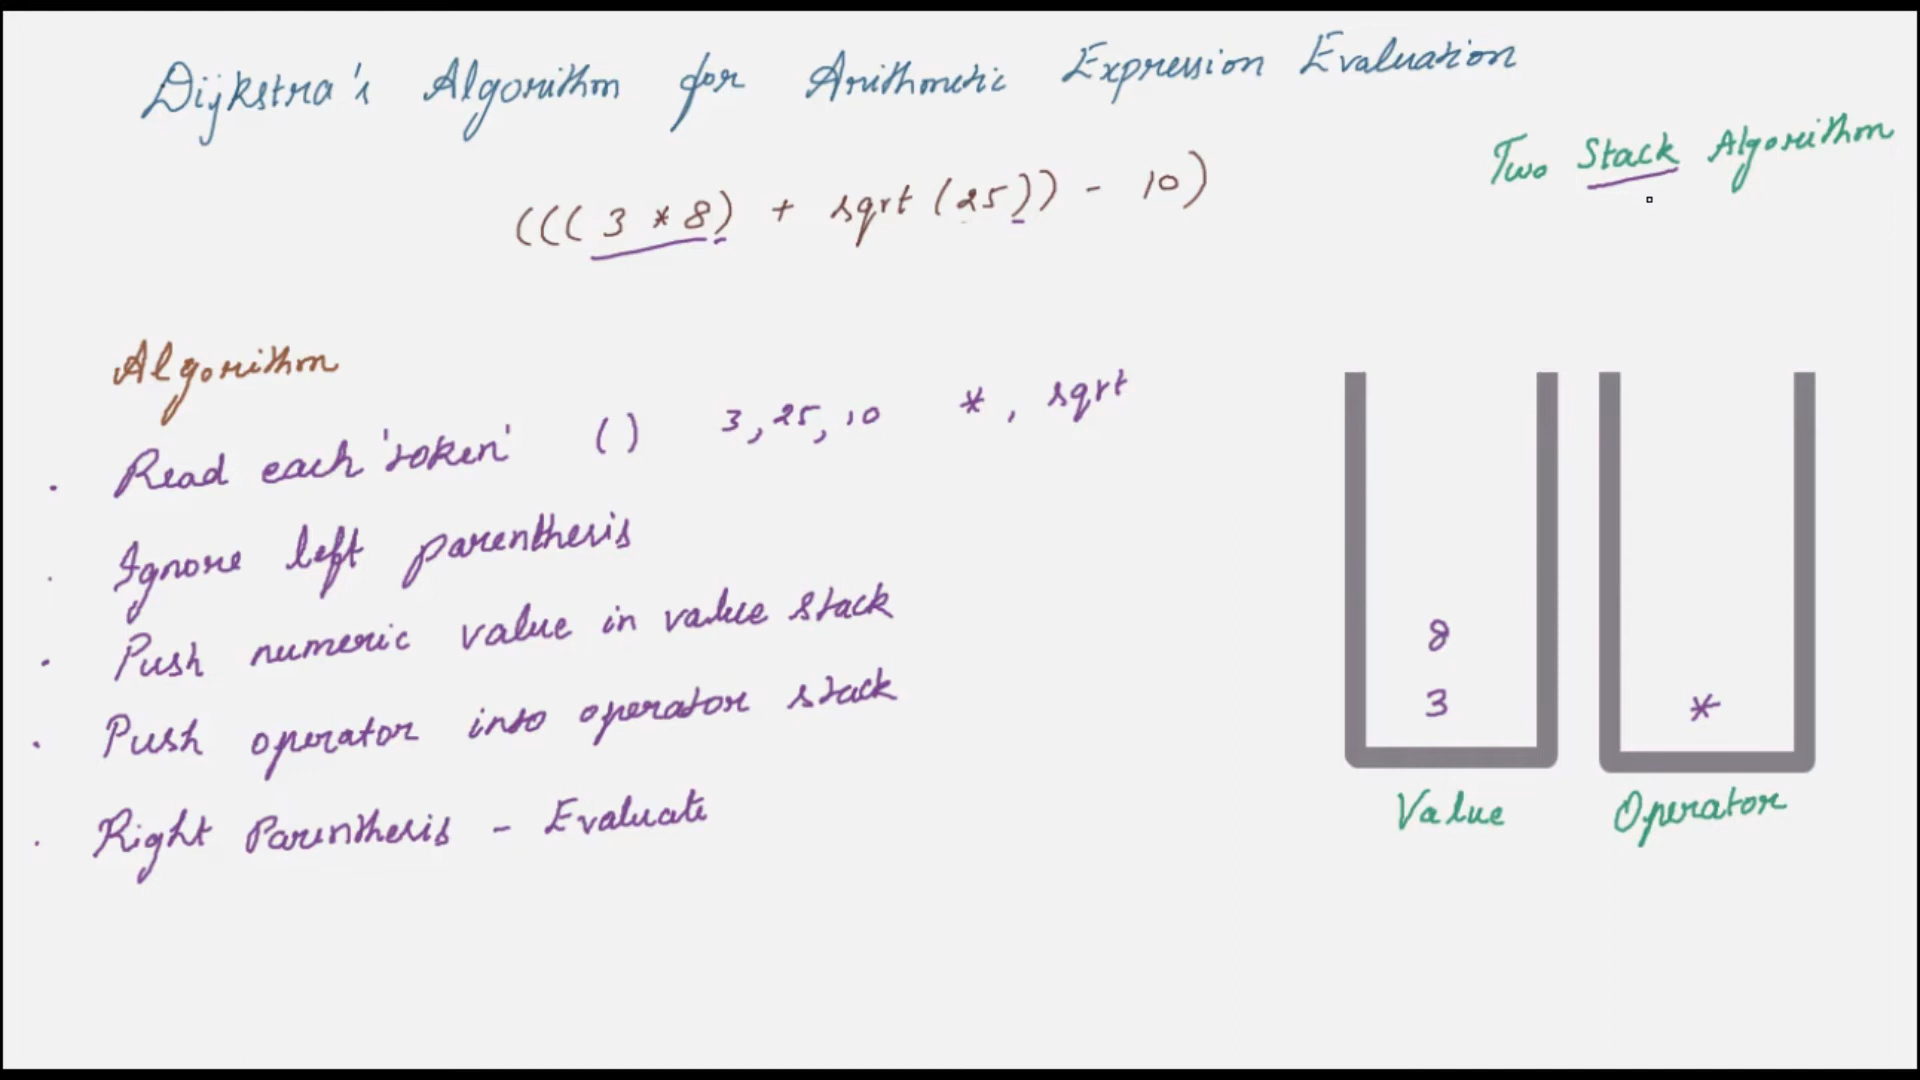 Dijkstra's Algorithm for Arithmetic Expression Evaluation
Two Stack Algorithm
(((3 * 8) + sqrt (25)) - 10)
Algorithm
· Read each 'token' ( ) 3, 25, 10 *, sqrt
· Ignore left parenthesis
· Push numeric value in value stack
· Push operator into operator stack
· Right Parenthesis - Evaluate
8
3
*
Value
Operator